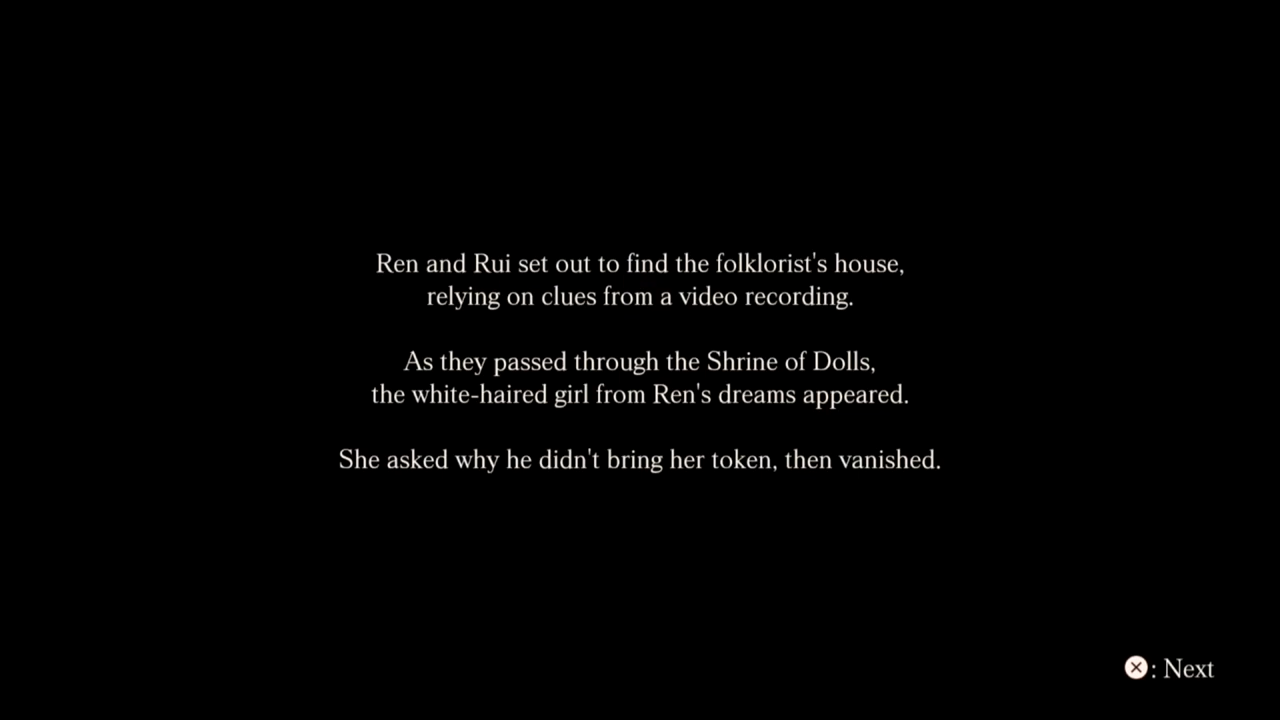 Ren and Rui set out to find the folklorist's house,
relying on clues from a video recording.
As they passed through the Shrine of Dolls,
the white-haired girl from Ren's dreams appeared.
She asked why he didn't bring her token, then vanished.
ⓧ: Next